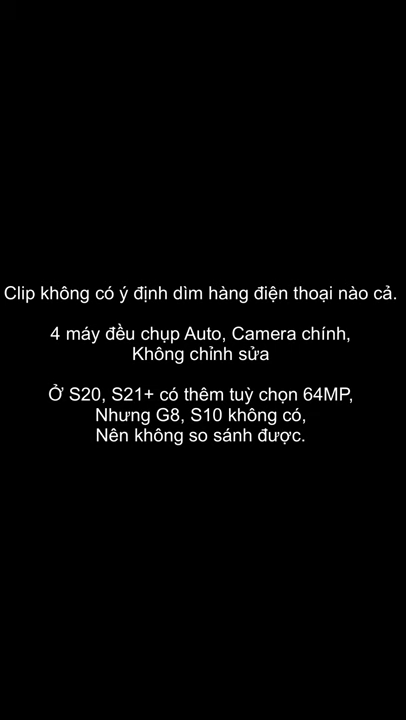 Clip không có ý định dìm hàng điện thoại nào cả.
4 máy đều chụp Auto, Camera chính,
Không chỉnh sửa
Ở S20, S21+ có thêm tuỳ chọn 64MP,
Nhưng G8, S10 không có,
Nên không so sánh được.